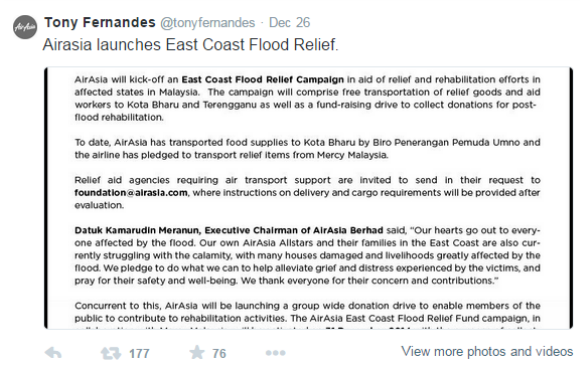 AirAsia
Tony Fernandes @tonyfernandes · Dec 26
Airasia launches East Coast Flood Relief.
AirAsia will kick-off an East Coast Flood Relief Campaign in aid of relief and rehabilitation efforts in
affected states in Malaysia. The campaign will comprise free transportation of relief goods and aid
workers to Kota Bharu and Terengganu as well as a fund-raising drive to collect donations for post-
flood rehabilitation.
To date, AirAsia has transported food supplies to Kota Bharu by Biro Penerangan Pemuda Umno and
the airline has pledged to transport relief items from Mercy Malaysia.
Relief aid agencies requiring air transport support are invited to send in their request to
foundation@airasia.com, where instructions on delivery and cargo requirements will be provided after
evaluation.
Datuk Kamarudin Meranun, Executive Chairman of AirAsia Berhad said, "Our hearts go out to every-
one affected by the flood. Our own AirAsia Allstars and their families in the East Coast are also cur-
rently struggling with the calamity, with many houses damaged and livelihoods greatly affected by the
flood. We pledge to do what we can to help alleviate grief and distress experienced by the victims, and
pray for their safety and well-being. We thank everyone for their concern and contributions."
Concurrent to this, AirAsia will be launching a group wide donation drive to enable members of the
public to contribute to rehabilitation activities. The AirAsia East Coast Flood Relief Fund campaign, in
177 76 View more photos and videos